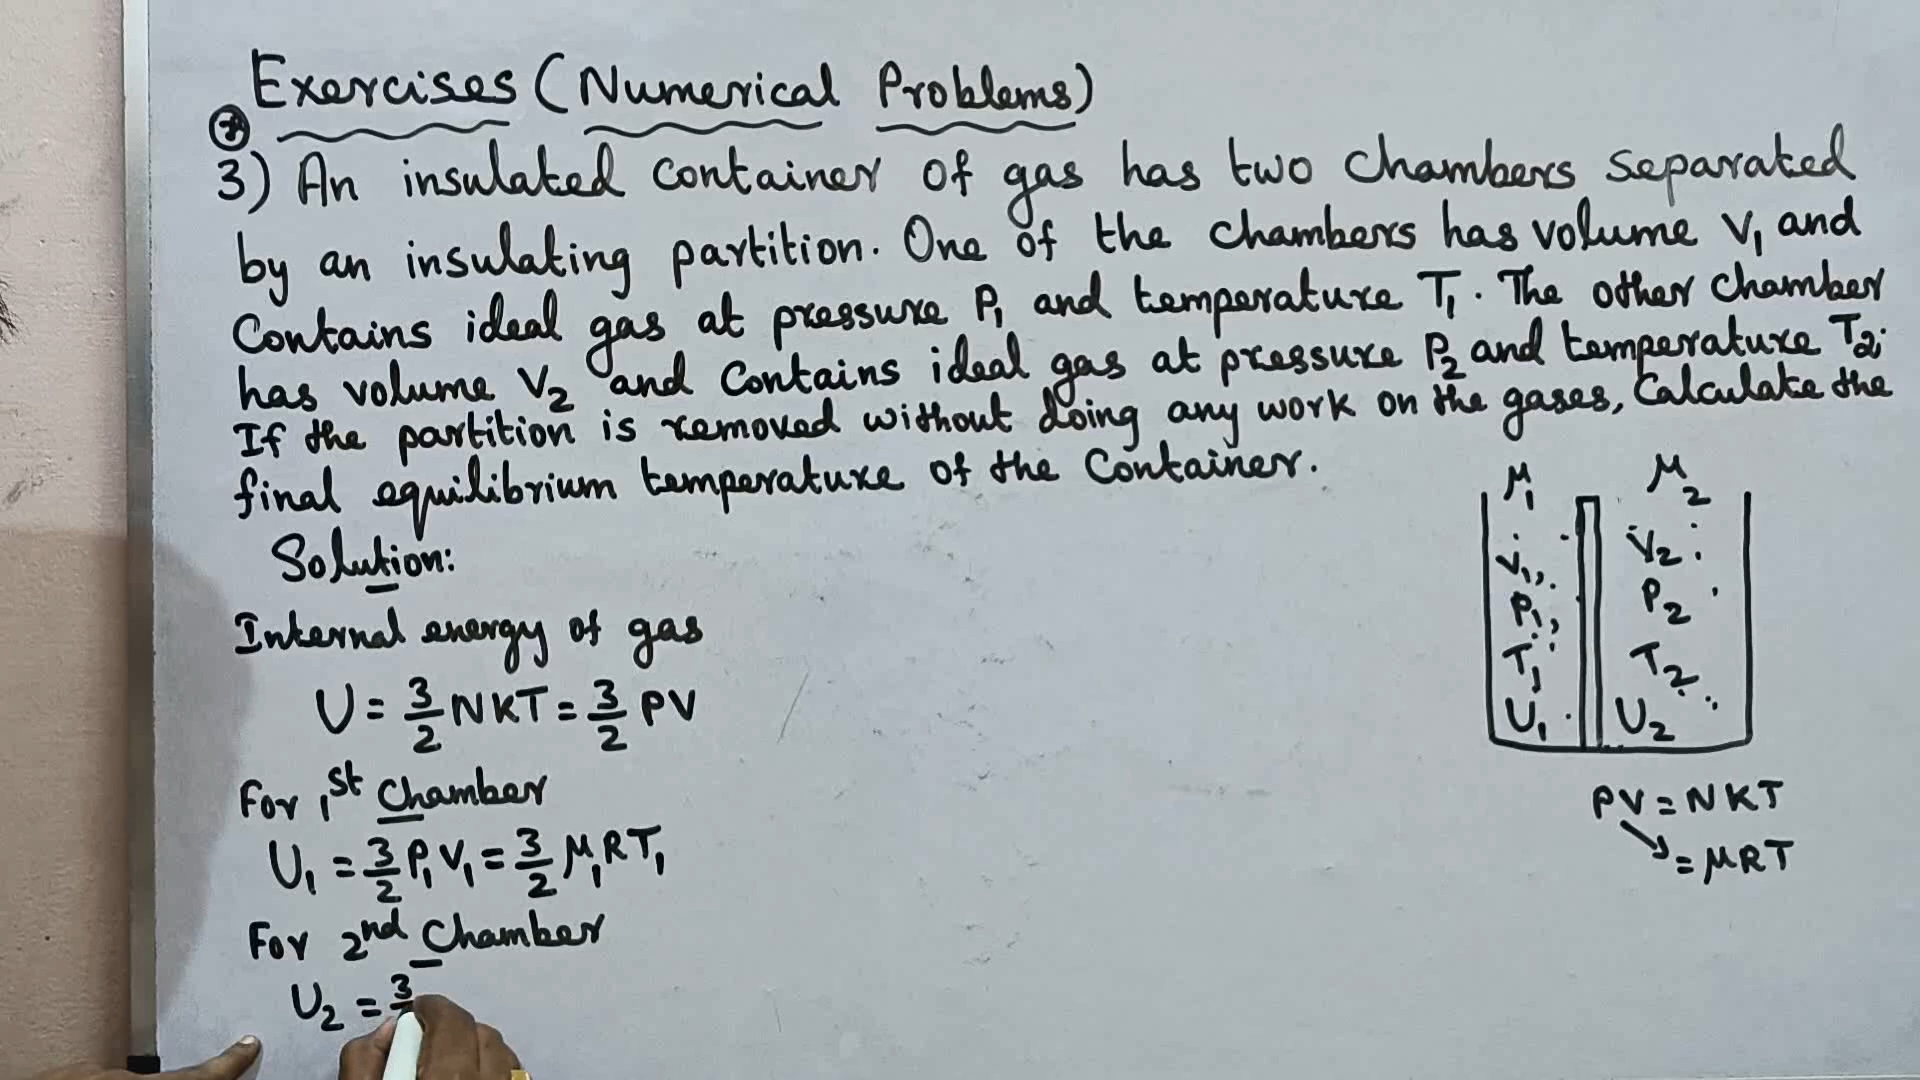 Exercises (Numerical Problems)
3) An insulated container of gas has two chambers separated
by an insulating partition. One of the chambers has volume V₁ and
Contains ideal gas at pressure P₁ and temperature T₁. The other chamber
has volume V₂ and Contains ideal gas at pressure P₂ and temperature T₂.
If the partition is removed without doing any work on the gases, Calculate the
final equilibrium temperature of the Container.
Solution:
Internal energy of gas
U = 3/2 NKT = 3/2 PV
For 1st Chamber
U₁ = 3/2 P₁V₁ = 3/2 μ₁RT₁
For 2nd Chamber
U₂ = 3
μ₁ μ₂
V₁, V₂
P₁, P₂
T₁ T₂
U₁ U₂
PV = NKT
= μRT